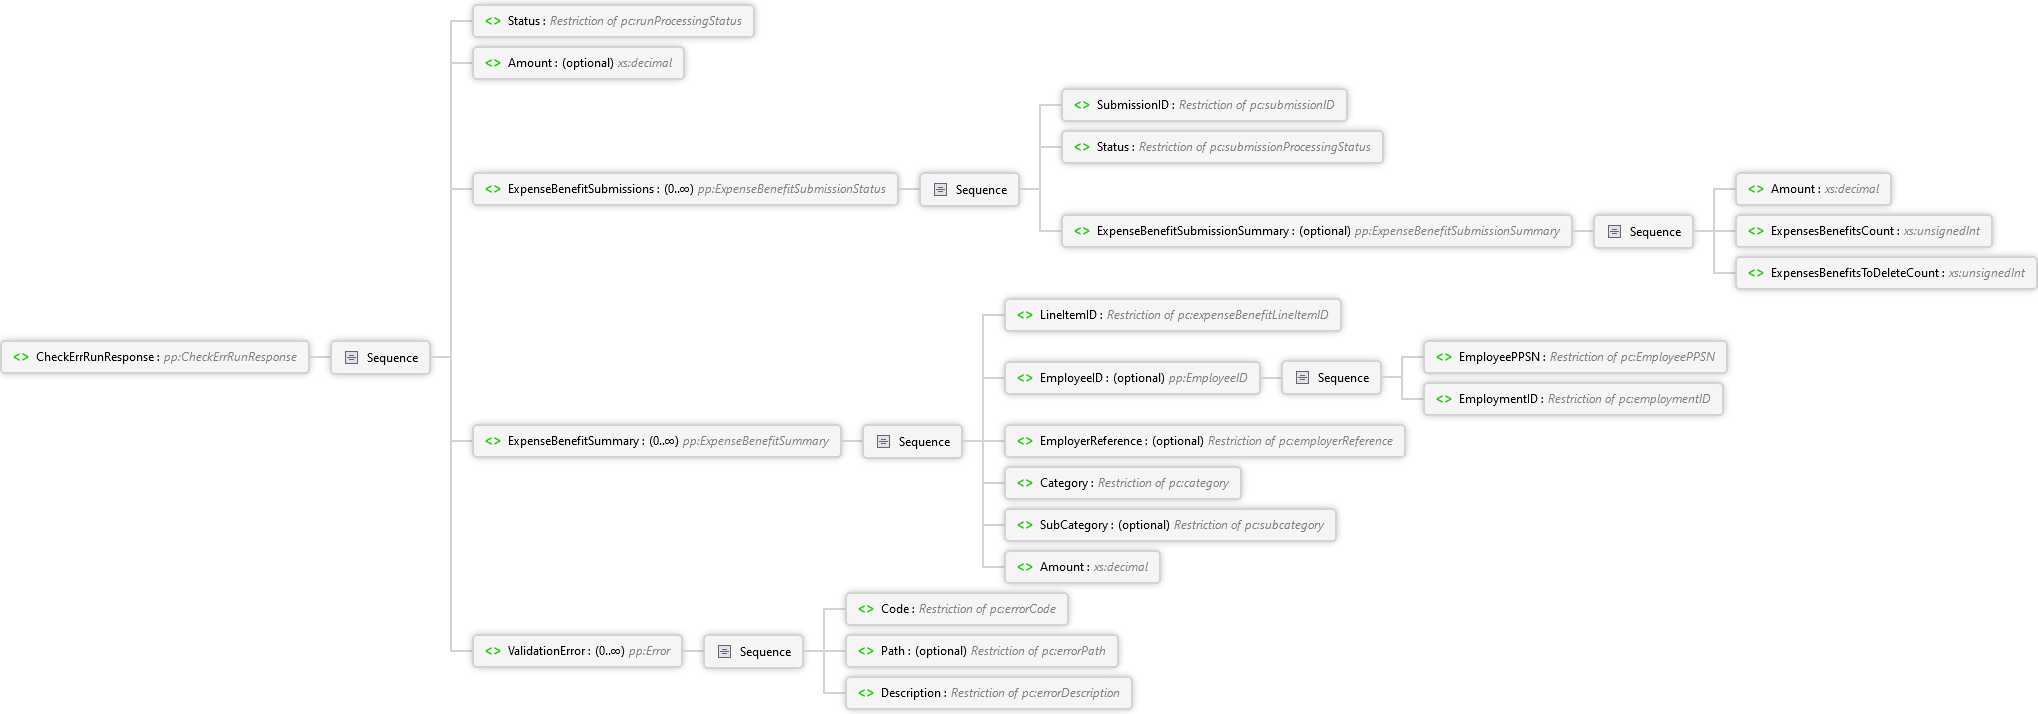 <> Status : Restriction of pc:runProcessingStatus
<> Amount : (optional) xs:decimal
<> SubmissionID : Restriction of pc:submissionID
<> Status : Restriction of pc:submissionProcessingStatus
<> ExpenseBenefitSubmissions : (0..∞) pp:ExpenseBenefitSubmissionStatus
Sequence
<> Amount : xs:decimal
<> ExpenseBenefitSubmissionSummary : (optional) pp:ExpenseBenefitSubmissionSummary
Sequence
<> ExpensesBenefitsCount : xs:unsignedInt
<> ExpensesBenefitsToDeleteCount : xs:unsignedInt
<> LineItemID : Restriction of pc:expenseBenefitLineItemID
<> CheckErrRunResponse : pp:CheckErrRunResponse
Sequence
<> EmployeeID : (optional) pp:EmployeeID
Sequence
<> EmployeePPSN : Restriction of pc:EmployeePPSN
<> EmploymentID : Restriction of pc:employmentID
<> ExpenseBenefitSummary : (0..∞) pp:ExpenseBenefitSummary
Sequence
<> EmployerReference : (optional) Restriction of pc:employerReference
<> Category : Restriction of pc:category
<> SubCategory : (optional) Restriction of pc:subcategory
<> Amount : xs:decimal
<> Code : Restriction of pc:errorCode
<> ValidationError : (0..∞) pp:Error
Sequence
<> Path : (optional) Restriction of pc:errorPath
<> Description : Restriction of pc:errorDescription